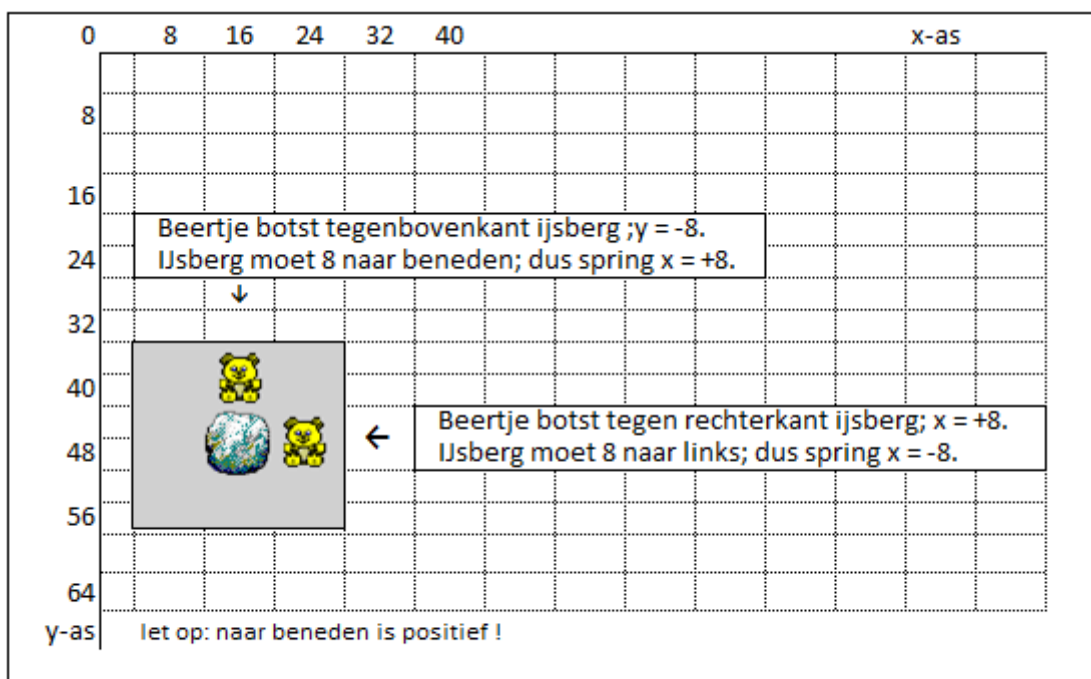 0 8 16 24 32 40 x-as
8
16
Beertje botst tegenbovenkant ijsberg ;y = -8.
24
IJsberg moet 8 naar beneden; dus spring x = +8.
↓
32
40
Beertje botst tegen rechterkant ijsberg; x = +8.
←
48
IJsberg moet 8 naar links; dus spring x = -8.
56
64
y-as
let op: naar beneden is positief !